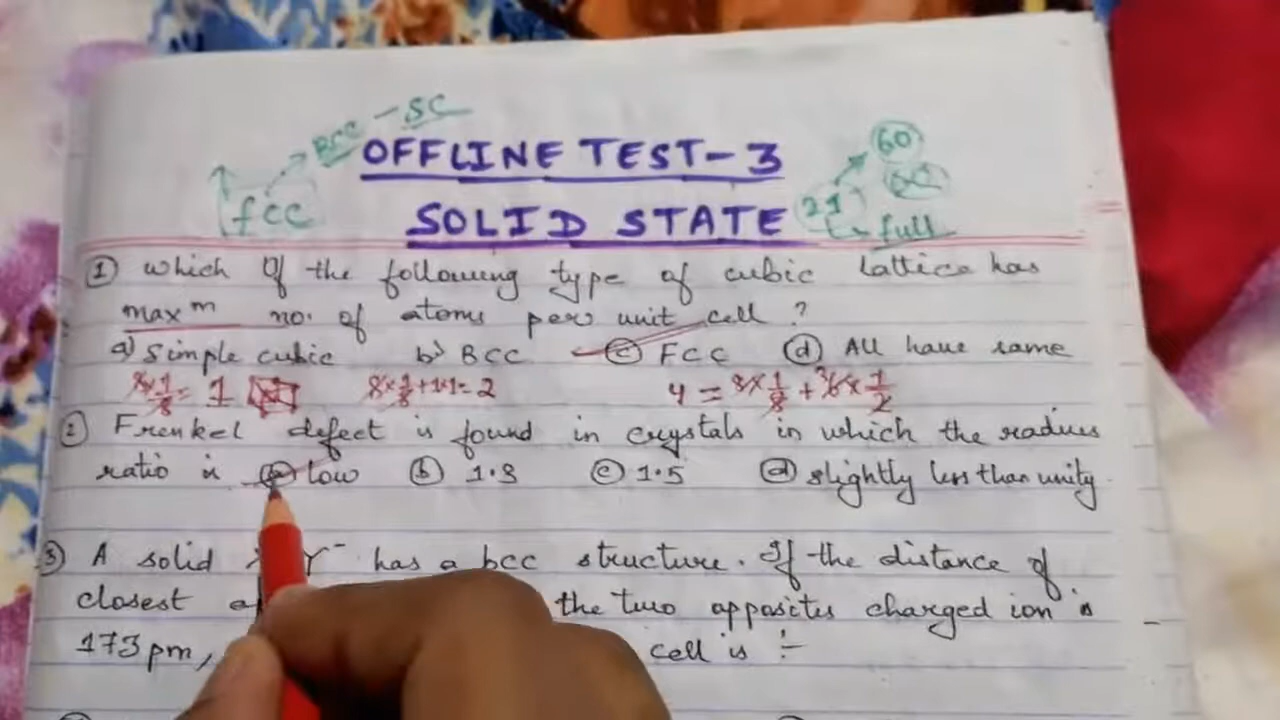 BCC - SC
OFFLINE TEST-3
60
fcc
SOLID STATE
21
full
① which of the following type of cubic lattice has
max^m no. of atoms per unit cell ?
a) Simple cubic b) BCC ⓒ FCC ⓓ All have same
8×1/8 = 1 8×1/8+1×1=2 4 = 8×1/8 + 6×1/2
② Frenkel defect is found in crystals in which the radius
ratio is ⓐ low ⓑ 1.3 ⓒ 1.5 ⓓ slightly less than unity
③ A solid Y⁻ has a bcc structure. If the distance of
closest the two opposites charged ion is
173 pm, cell is :-